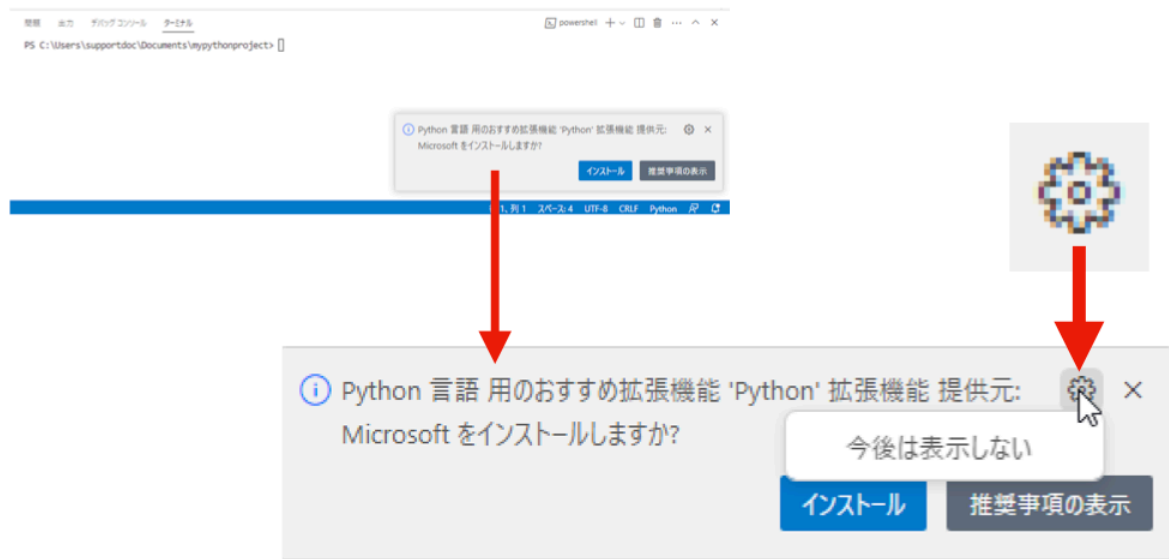 問題 出力 デバッグ コンソール ターミナル powershell
PS C:\Users\supportdoc\Documents\mypythonproject>
Python 言語 用のおすすめ拡張機能 'Python' 拡張機能 提供元:
Microsoft をインストールしますか?
インストール 推奨事項の表示
1、列 1 スペース: 4 UTF-8 CRLF Python
Python 言語 用のおすすめ拡張機能 'Python' 拡張機能 提供元:
Microsoft をインストールしますか?
今後は表示しない
インストール 推奨事項の表示